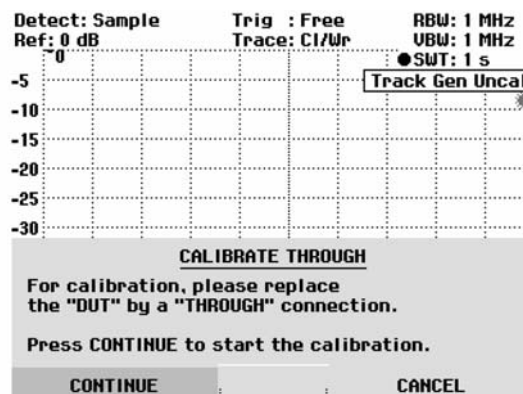 Detect: Sample Trig : Free RBW: 1 MHz
Ref: 0 dB Trace: Cl/Wr VBW: 1 MHz
0 SWT: 1 s
-5 Track Gen Uncal
-10
-15
-20
-25
-30
CALIBRATE THROUGH
For calibration, please replace
the "DUT" by a "THROUGH" connection.
Press CONTINUE to start the calibration.
CONTINUE CANCEL